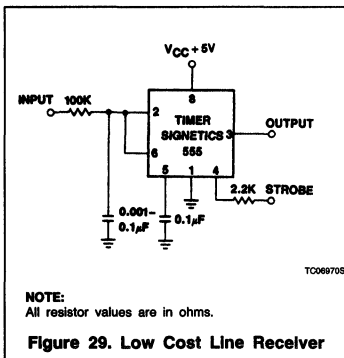 VCC + 5V
INPUT
100K
8
2
TIMER
SIGNETICS
555
3
OUTPUT
6
5
1
4
2.2K
STROBE
0.001–
0.1μF
0.1μF
TC06970S
NOTE:
All resistor values are in ohms.
Figure 29. Low Cost Line Receiver